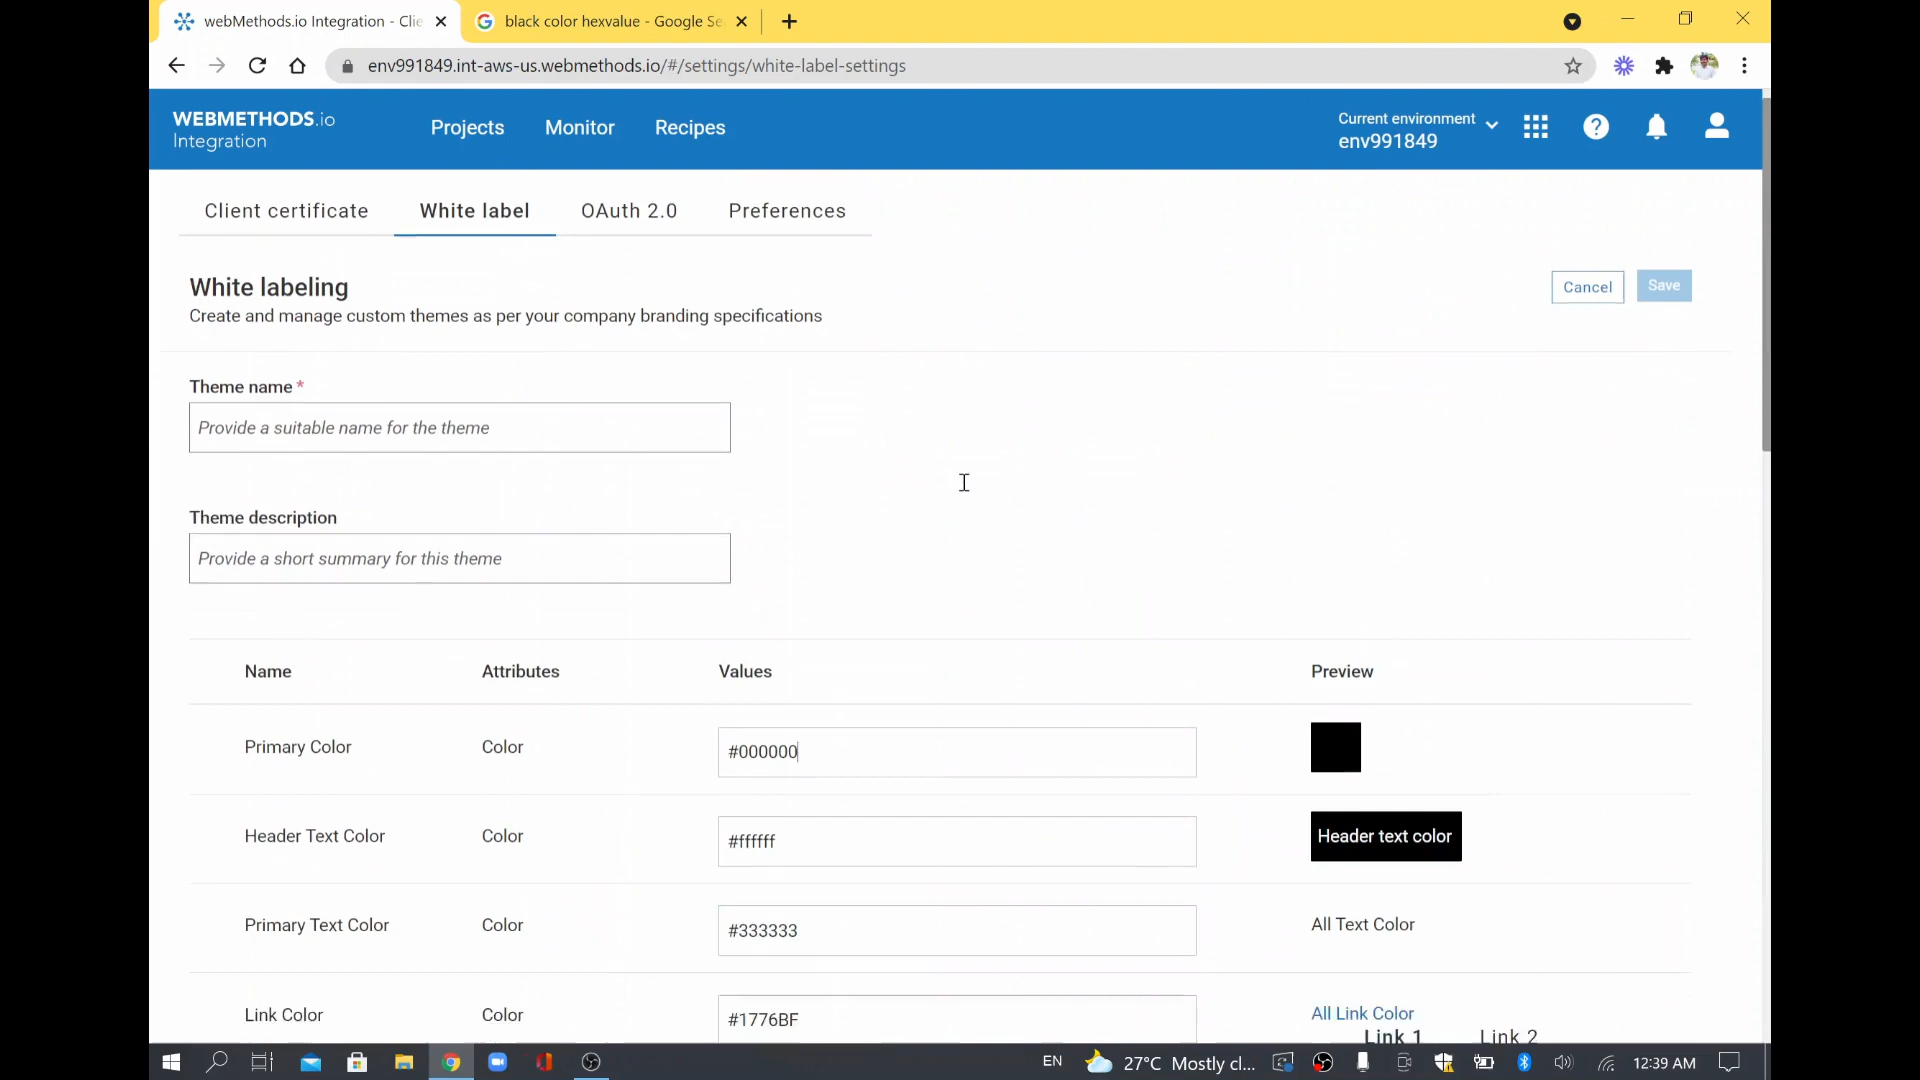 webMethods.io Integration - Clie
black color hexvalue - Google Se
env991849.int-aws-us.webmethods.io/#/settings/white-label-settings
WEBMETHODS.io
Integration
Projects
Monitor
Recipes
Current environment
env991849
Client certificate
White label
OAuth 2.0
Preferences
White labeling
Create and manage custom themes as per your company branding specifications
Cancel
Save
Theme name *
Provide a suitable name for the theme
Theme description
Provide a short summary for this theme
Name Attributes Values Preview
Primary Color Color #000000
Header Text Color Color #ffffff Header text color
Primary Text Color Color #333333 All Text Color
Link Color Color #1776BF All Link Color
Link 1 Link 2
EN 27°C Mostly cl... 12:39 AM